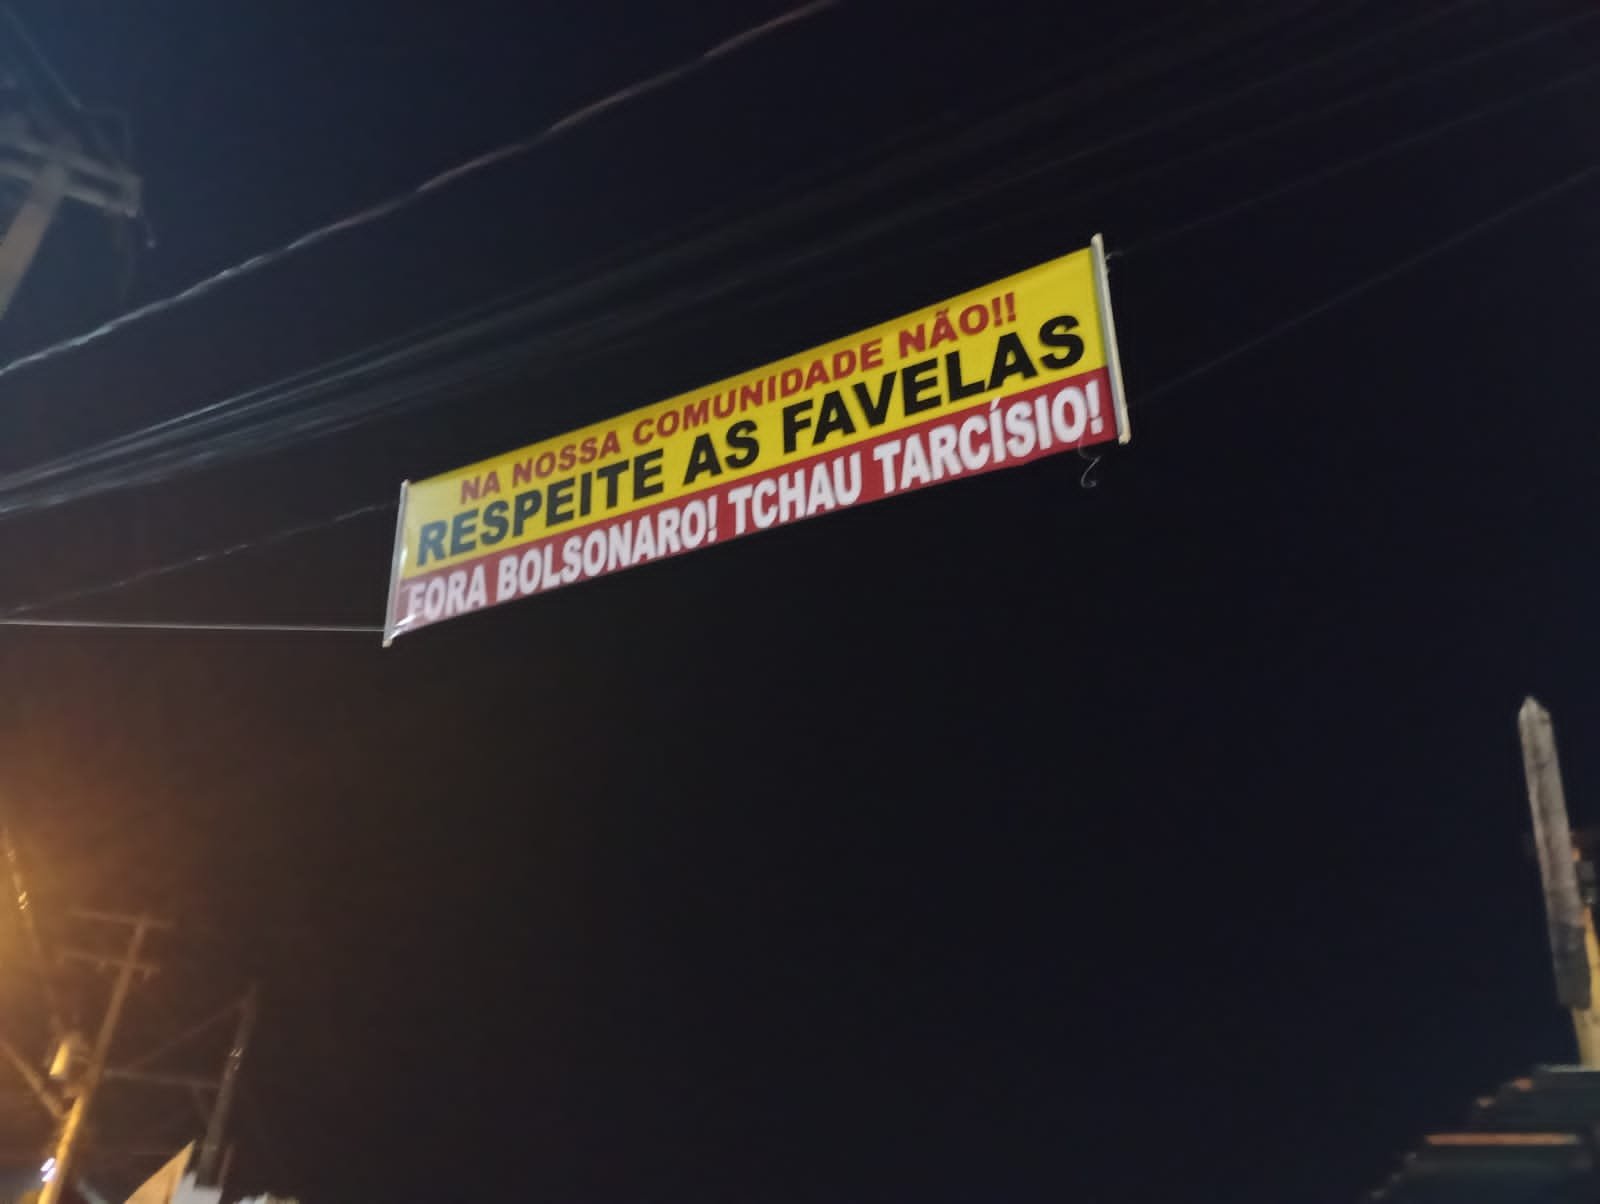 NA NOSSA COMUNIDADE NÃO!!
RESPEITE AS FAVELAS
FORA BOLSONARO! TCHAU TARCÍSIO!